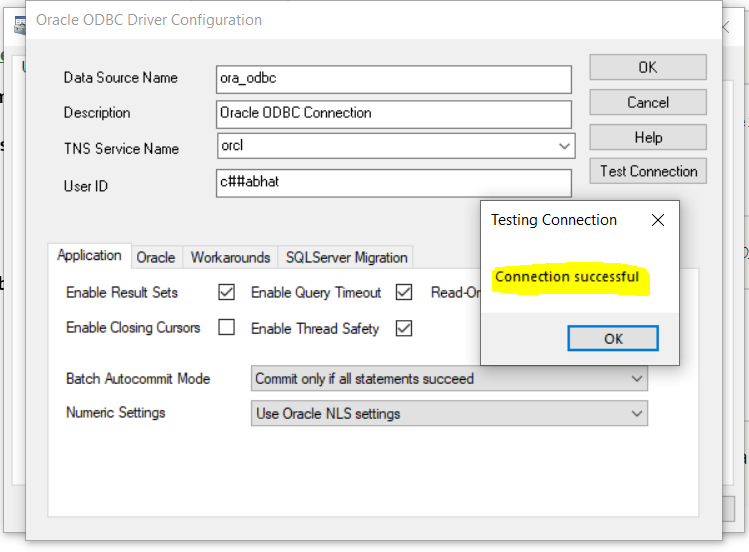 Oracle ODBC Driver Configuration
Data Source Name ora_odbc OK
Description Oracle ODBC Connection Cancel
TNS Service Name orcl Help
User ID c##abhat Test Connection
Testing Connection
Connection successful
OK
Application Oracle Workarounds SQLServer Migration
Enable Result Sets Enable Query Timeout Read-Or
Enable Closing Cursors Enable Thread Safety
Batch Autocommit Mode Commit only if all statements succeed
Numeric Settings Use Oracle NLS settings